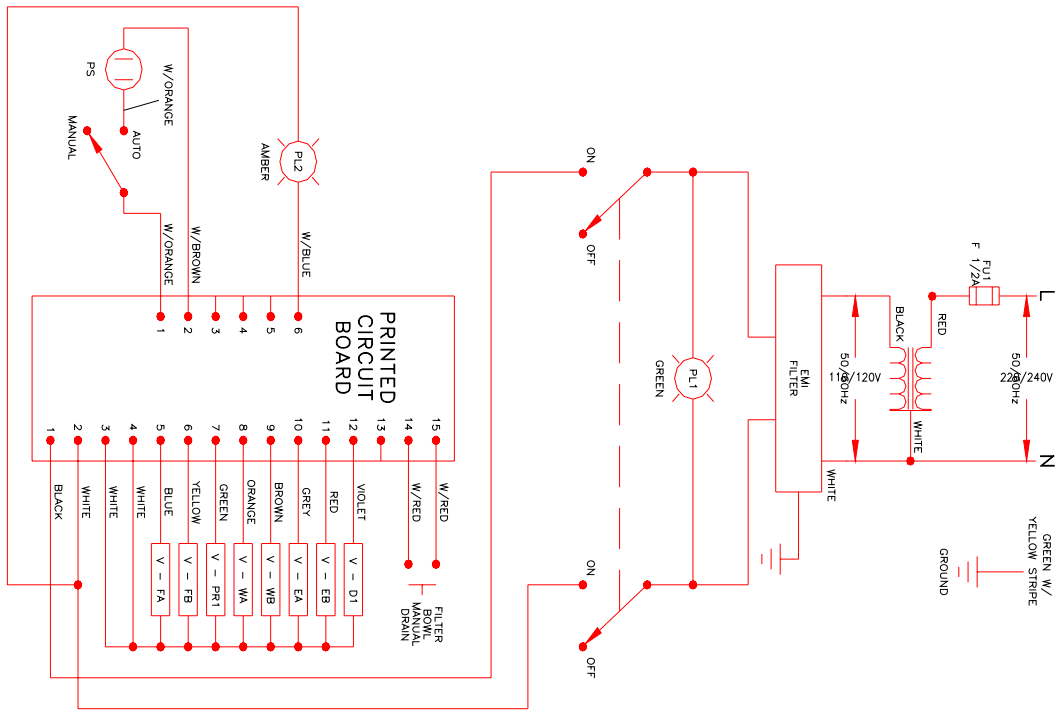 L
N
FU1
F 1/2A
RED
BLACK
WHITE
220/240V
50/60Hz
110/120V
50/60Hz
WHITE
EMI
FILTER
GREEN W/
YELLOW STRIPE
GROUND
PL1
GREEN
ON
OFF
ON
OFF
PS
W/ORANGE
AUTO
MANUAL
PL2
AMBER
W/ORANGE
W/BROWN
W/BLUE
1
2
3
4
5
6
PRINTED
CIRCUIT
BOARD
1
2
3
4
5
6
7
8
9
10
11
12
13
14
15
BLACK
WHITE
WHITE
WHITE
BLUE
YELLOW
GREEN
ORANGE
BROWN
GREY
RED
VIOLET
W/RED
W/RED
V - FA
V - FB
V - PR1
V - WA
V - WB
V - EA
V - EB
V - D1
FILTER
BOWL
MANUAL
DRAIN